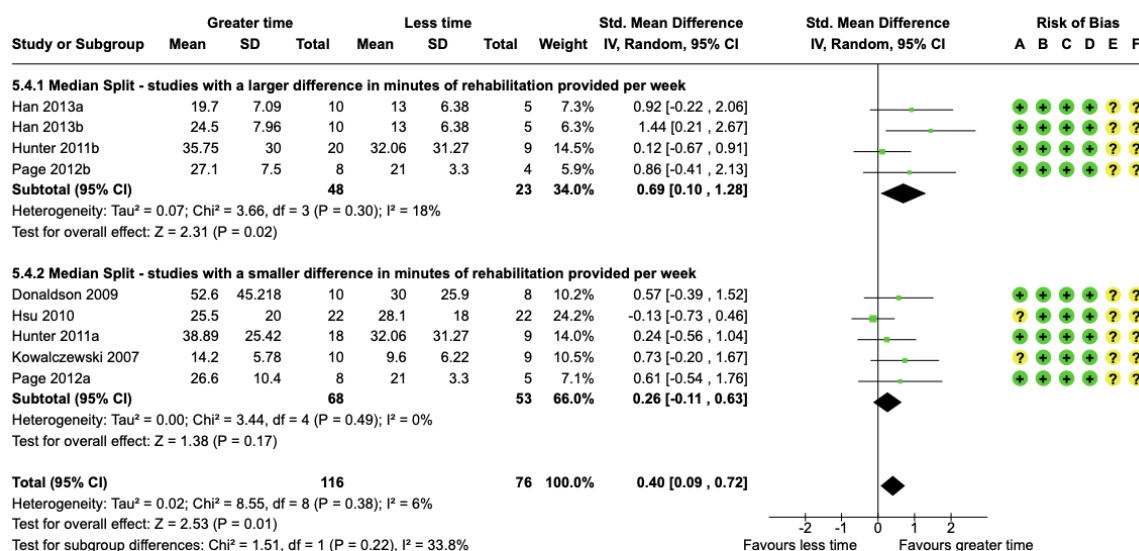 Greater time Less time Std. Mean Difference Std. Mean Difference Risk of Bias
Study or Subgroup Mean SD Total Mean SD Total Weight IV, Random, 95% CI IV, Random, 95% CI A B C D E F
5.4.1 Median Split - studies with a larger difference in minutes of rehabilitation provided per week
Han 2013a 19.7 7.09 10 13 6.38 5 7.3% 0.92 [-0.22 , 2.06] + + + + ? ?
Han 2013b 24.5 7.96 10 13 6.38 5 6.3% 1.44 [0.21 , 2.67] + + + + ? ?
Hunter 2011b 35.75 30 20 32.06 31.27 9 14.5% 0.12 [-0.67 , 0.91] + + + + ? ?
Page 2012b 27.1 7.5 8 21 3.3 4 5.9% 0.86 [-0.41 , 2.13] + + + + ? ?
Subtotal (95% CI) 48 23 34.0% 0.69 [0.10 , 1.28]
Heterogeneity: Tau² = 0.07; Chi² = 3.66, df = 3 (P = 0.30); I² = 18%
Test for overall effect: Z = 2.31 (P = 0.02)
5.4.2 Median Split - studies with a smaller difference in minutes of rehabilitation provided per week
Donaldson 2009 52.6 45.218 10 30 25.9 8 10.2% 0.57 [-0.39 , 1.52] + + + + ? ?
Hsu 2010 25.5 20 22 28.1 18 22 24.2% -0.13 [-0.73 , 0.46] ? + + + ? ?
Hunter 2011a 38.89 25.42 18 32.06 31.27 9 14.0% 0.24 [-0.56 , 1.04] + + + + ? ?
Kowalczewski 2007 14.2 5.78 10 9.6 6.22 9 10.5% 0.73 [-0.20 , 1.67] ? + + + ? ?
Page 2012a 26.6 10.4 8 21 3.3 5 7.1% 0.61 [-0.54 , 1.76] + + + + ? ?
Subtotal (95% CI) 68 53 66.0% 0.26 [-0.11 , 0.63]
Heterogeneity: Tau² = 0.00; Chi² = 3.44, df = 4 (P = 0.49); I² = 0%
Test for overall effect: Z = 1.38 (P = 0.17)
Total (95% CI) 116 76 100.0% 0.40 [0.09 , 0.72]
Heterogeneity: Tau² = 0.02; Chi² = 8.55, df = 8 (P = 0.38); I² = 6%
Test for overall effect: Z = 2.53 (P = 0.01)
-2 -1 0 1 2
Test for subgroup differences: Chi² = 1.51, df = 1 (P = 0.22), I² = 33.8% Favours less time Favours greater time